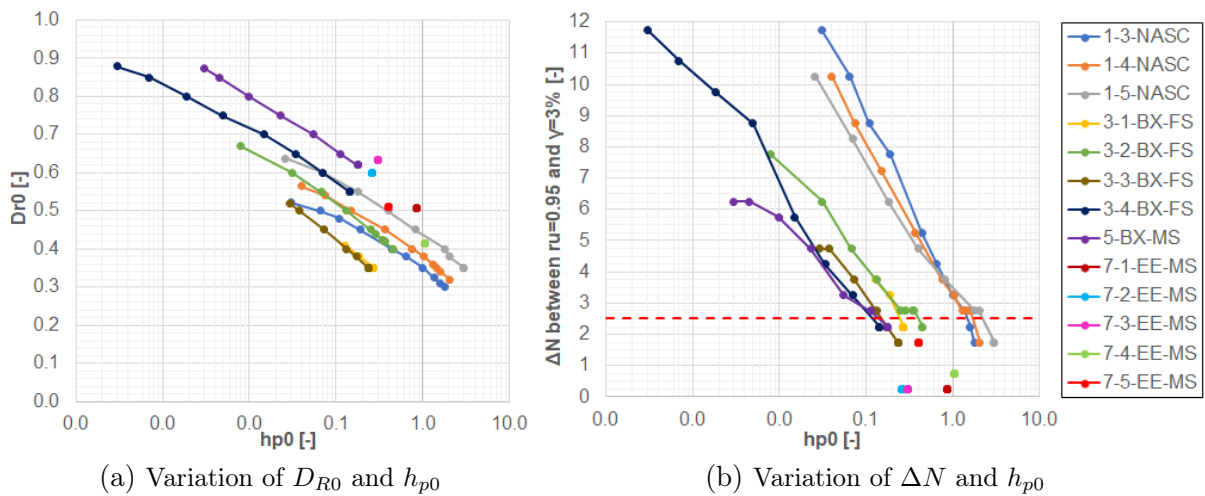 1.0
0.9
0.8
0.7
0.6
0.5
0.4
0.3
0.2
0.1
0.0
Dr0 [-]
0.0 0.0 0.0 0.1 1.0 10.0
hp0 [-]
(a) Variation of D_{R0} and h_{p0}
12
11
10
9
8
7
6
5
4
3
2
1
0
ΔN between ru=0.95 and γ=3% [-]
0.0 0.0 0.0 0.1 1.0 10.0
hp0 [-]
(b) Variation of ΔN and h_{p0}
1-3-NASC
1-4-NASC
1-5-NASC
3-1-BX-FS
3-2-BX-FS
3-3-BX-FS
3-4-BX-FS
5-BX-MS
7-1-EE-MS
7-2-EE-MS
7-3-EE-MS
7-4-EE-MS
7-5-EE-MS